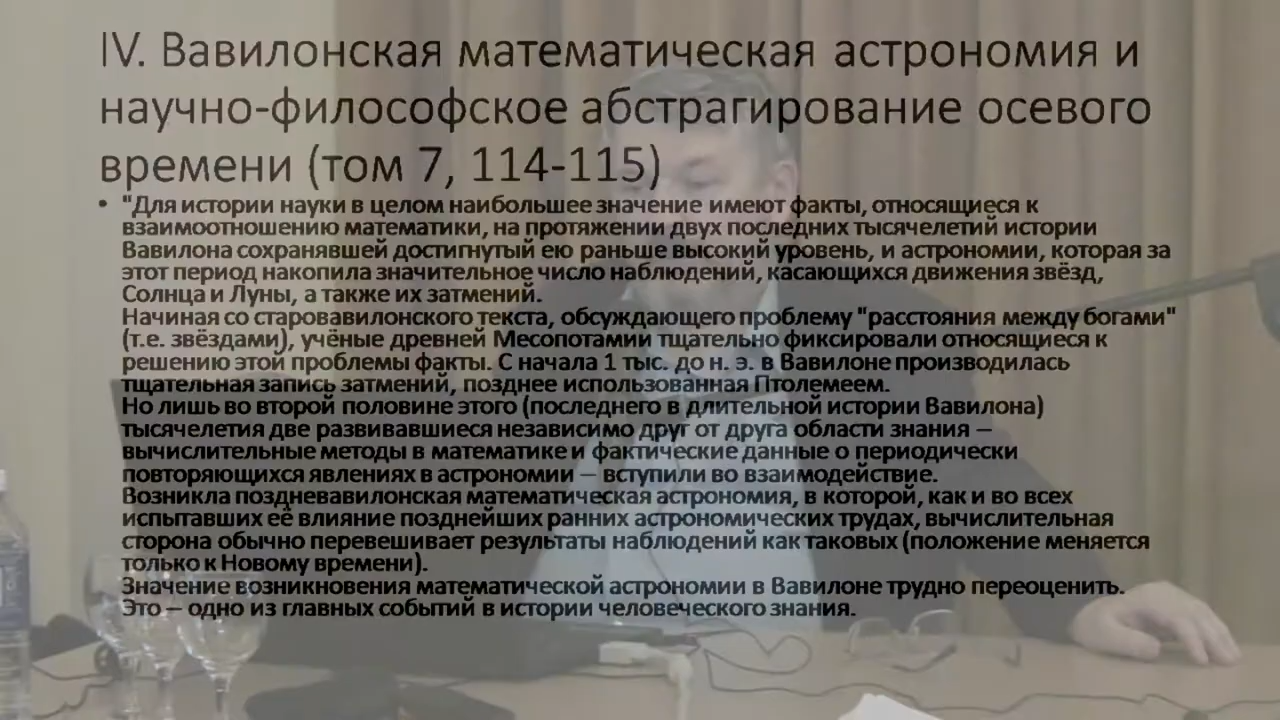 IV. Вавилонская математическая астрономия и
научно-философское абстрагирование осевого
времени (том 7, 114-115)
• "Для истории науки в целом наибольшее значение имеют факты, относящиеся к
взаимоотношению математики, на протяжении двух последних тысячелетий истории
Вавилона сохранявшей достигнутый ею раньше высокий уровень, и астрономии, которая за
этот период накопила значительное число наблюдений, касающихся движения звёзд,
Солнца и Луны, а также их затмений.
Начиная со старовавилонского текста, обсуждающего проблему "расстояния между богами"
(т.е. звёздами), учёные древней Месопотамии тщательно фиксировали относящиеся к
решению этой проблемы факты. С начала 1 тыс. до н. э. в Вавилоне производилась
тщательная запись затмений, позднее использованная Птолемеем.
Но лишь во второй половине этого (последнего в длительной истории Вавилона)
тысячелетия две развивавшиеся независимо друг от друга области знания –
вычислительные методы в математике и фактические данные о периодически
повторяющихся явлениях в астрономии – вступили во взаимодействие.
Возникла поздневавилонская математическая астрономия, в которой, как и во всех
испытавших её влияние позднейших ранних астрономических трудах, вычислительная
сторона обычно перевешивает результаты наблюдений как таковых (положение меняется
только к Новому времени).
Значение возникновения математической астрономии в Вавилоне трудно переоценить.
Это – одно из главных событий в истории человеческого знания.